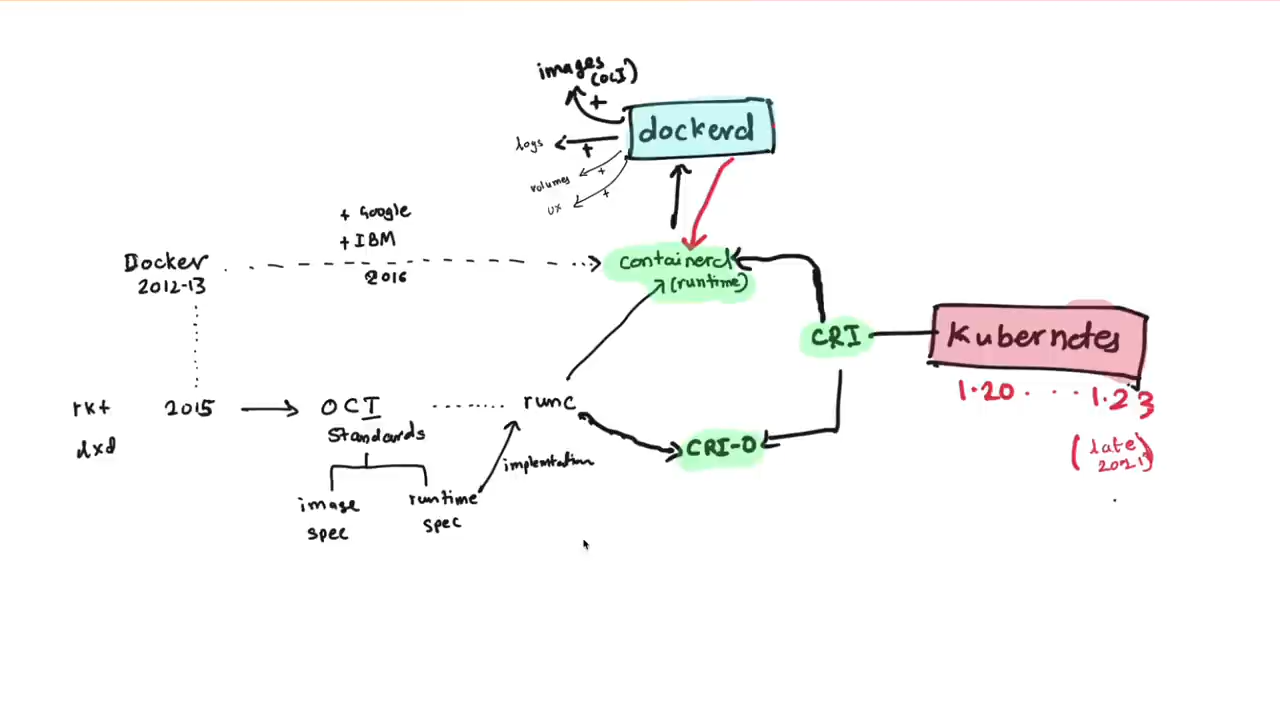 images
(OCI)
+
dockerd
logs
+
volumes
+
UX
+
+ Google
+ IBM
Docker
2012-13
2016
containerd
(runtime)
CRI
Kubernetes
1.20 . . . 1.23
(late
2021)
rkt
lxd
2015
OCI
Standards
runc
CRI-O
implemtation
image
spec
runtime
spec